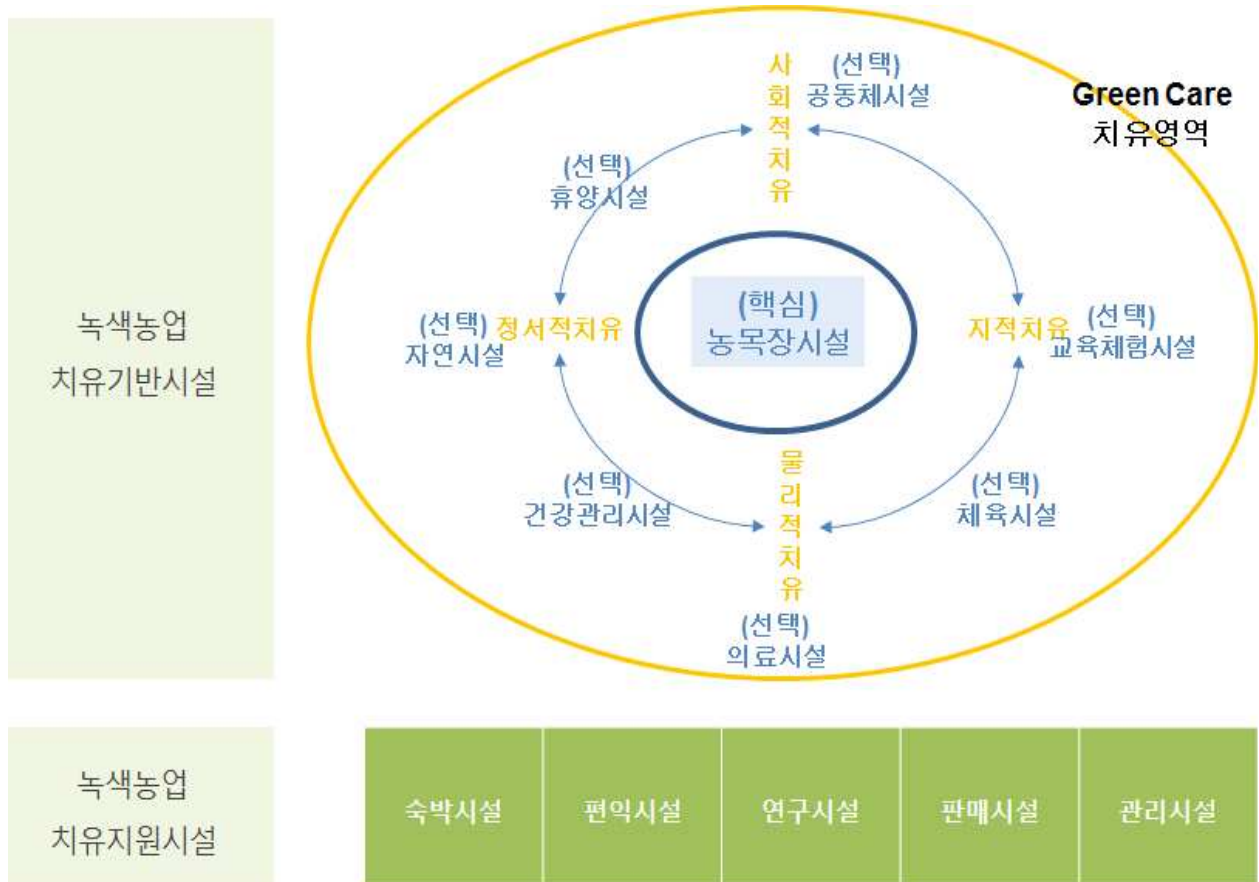 녹색농업
치유기반시설
사회적치유
(선택)
공동체시설
Green Care
치유영역
(선택)
휴양시설
(핵심)
농목장시설
(선택)
자연시설
정서적치유
지적치유
(선택)
교육체험시설
(선택)
건강관리시설
물리적치유
(선택)
체육시설
(선택)
의료시설
녹색농업
치유지원시설
숙박시설
편익시설
연구시설
판매시설
관리시설